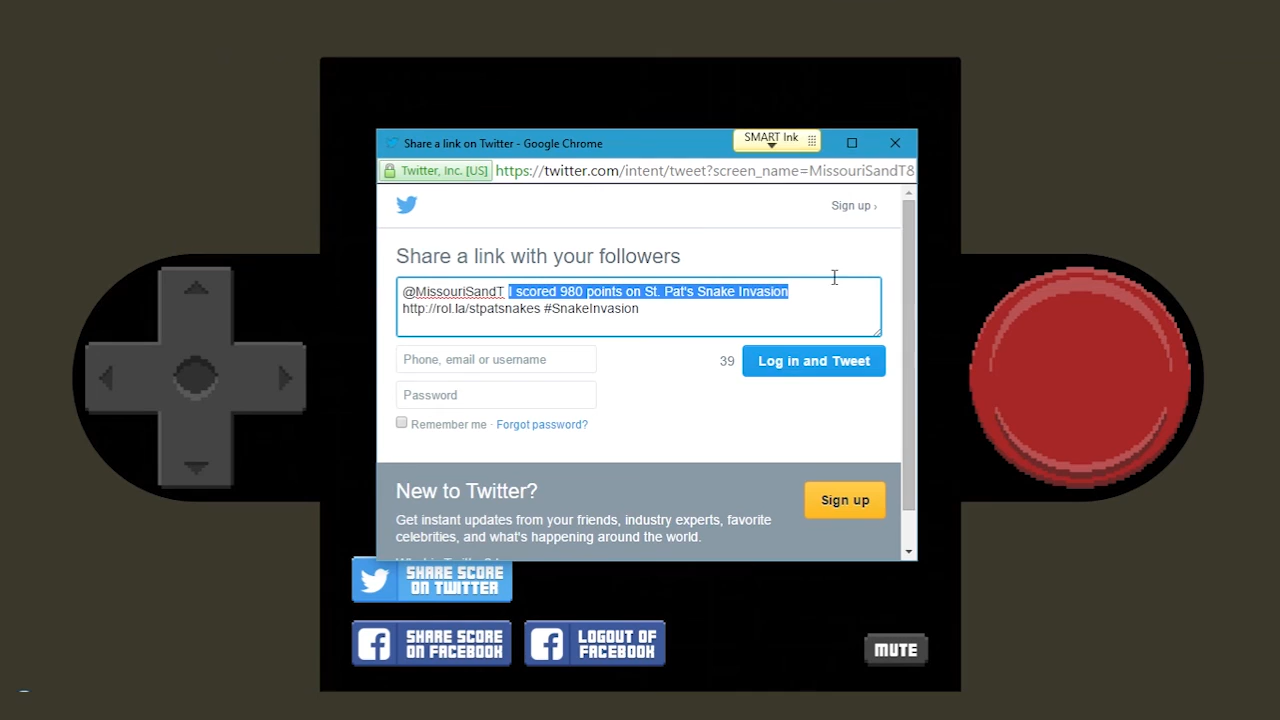 SMART Ink
Share a link on Twitter - Google Chrome
Twitter, Inc. [US] https://twitter.com/intent/tweet?screen_name=MissouriSandT8
Sign up ›
Share a link with your followers
@MissouriSandT I scored 980 points on St. Pat's Snake Invasion
http://rol.la/stpatsnakes #SnakeInvasion
Phone, email or username
39
Log in and Tweet
Password
Remember me · Forgot password?
New to Twitter?
Sign up
Get instant updates from your friends, industry experts, favorite
celebrities, and what's happening around the world.
SHARE SCORE
ON TWITTER
SHARE SCORE
ON FACEBOOK
LOGOUT OF
FACEBOOK
MUTE